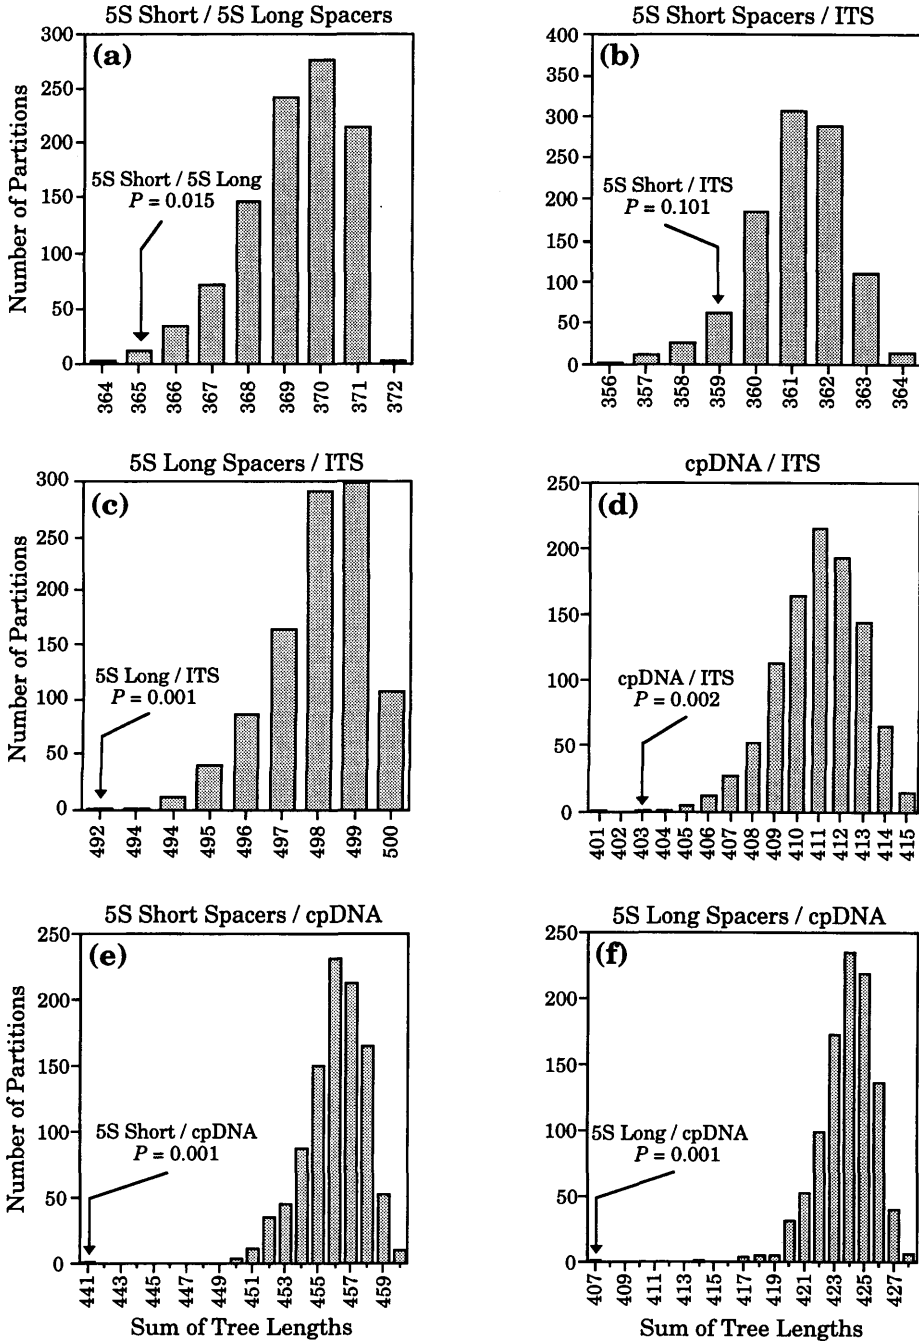 5S Short / 5S Long Spacers
(a)
Number of Partitions
300
250
200
150
100
50
0
5S Short / 5S Long
P = 0.015
364 365 366 367 368 369 370 371 372
5S Short Spacers / ITS
(b)
400
350
300
250
200
150
100
50
0
5S Short / ITS
P = 0.101
356 357 358 359 360 361 362 363 364
5S Long Spacers / ITS
(c)
Number of Partitions
300
250
200
150
100
50
0
5S Long / ITS
P = 0.001
492 494 494 495 496 497 498 499 500
cpDNA / ITS
(d)
250
200
150
100
50
0
cpDNA / ITS
P = 0.002
401 402 403 404 405 406 407 408 409 410 411 412 413 414 415
5S Short Spacers / cpDNA
(e)
Number of Partitions
250
200
150
100
50
0
5S Short / cpDNA
P = 0.001
441 443 445 447 449 451 453 455 457 459
Sum of Tree Lengths
5S Long Spacers / cpDNA
(f)
250
200
150
100
50
0
5S Long / cpDNA
P = 0.001
407 409 411 413 415 417 419 421 423 425 427
Sum of Tree Lengths